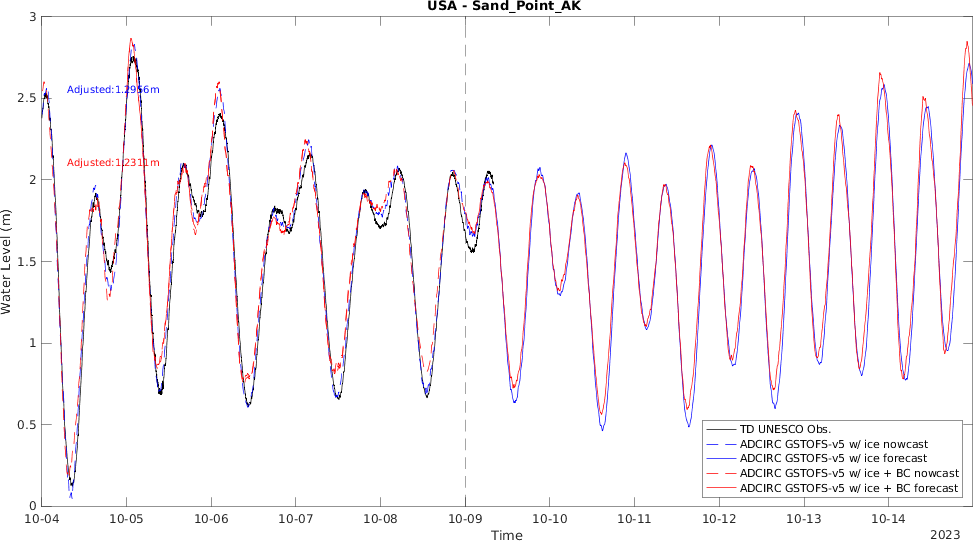 USA - Sand_Point_AK
3
2.5
2
1.5
1
0.5
0
Water Level (m)
Adjusted:1.2956m
Adjusted:1.2311m
TD UNESCO Obs.
ADCIRC GSTOFS-v5 w/ ice nowcast
ADCIRC GSTOFS-v5 w/ ice forecast
ADCIRC GSTOFS-v5 w/ ice + BC nowcast
ADCIRC GSTOFS-v5 w/ ice + BC forecast
10-04 10-05 10-06 10-07 10-08 10-09 10-10 10-11 10-12 10-13 10-14
Time
2023